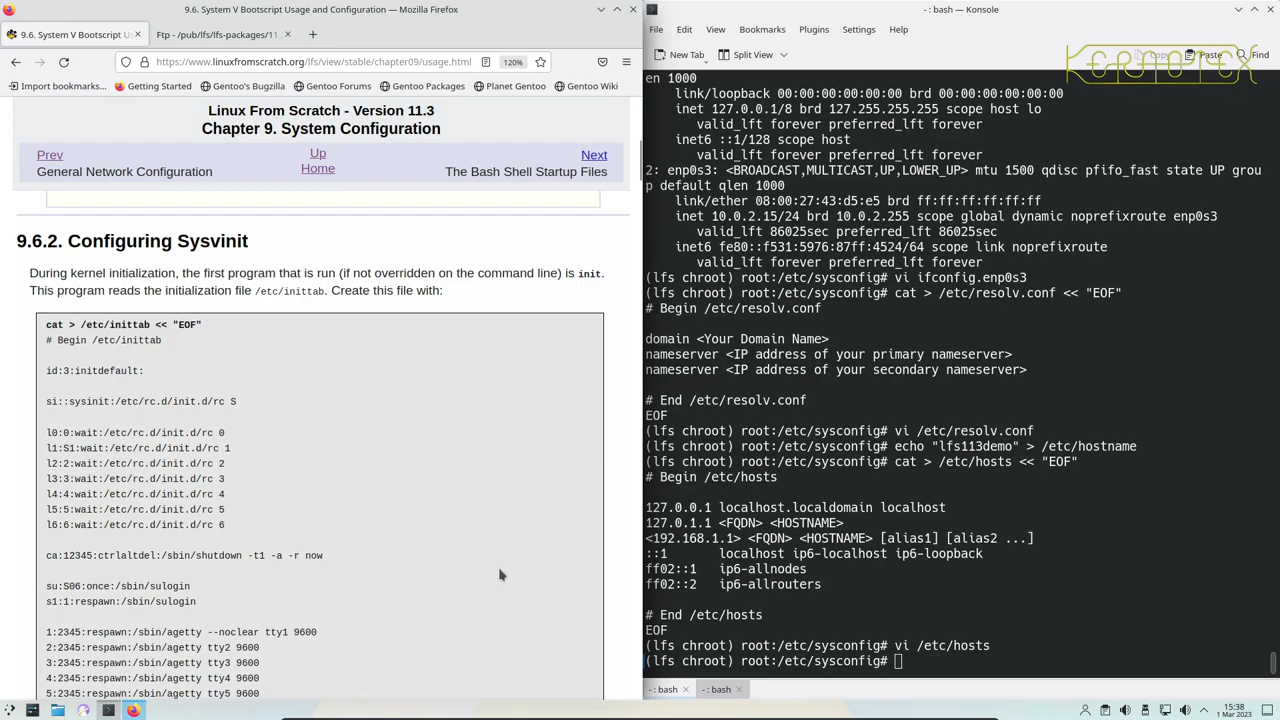 9.6. System V Bootscript Usage and Configuration — Mozilla Firefox
9.6. System V Bootscript Us
Ftp - /pub/lfs/lfs-packages/11.
https://www.linuxfromscratch.org/lfs/view/stable/chapter09/usage.html
120%
Import bookmarks...
Getting Started
Gentoo's Bugzilla
Gentoo Forums
Gentoo Packages
Planet Gentoo
Gentoo Wiki
Linux From Scratch - Version 11.3
Chapter 9. System Configuration
Prev
Up
Next
General Network Configuration
Home
The Bash Shell Startup Files
9.6.2. Configuring Sysvinit
During kernel initialization, the first program that is run (if not overridden on the command line) is init.
This program reads the initialization file /etc/inittab. Create this file with:
cat > /etc/inittab << "EOF"
# Begin /etc/inittab
id:3:initdefault:
si::sysinit:/etc/rc.d/init.d/rc S
l0:0:wait:/etc/rc.d/init.d/rc 0
l1:S1:wait:/etc/rc.d/init.d/rc 1
l2:2:wait:/etc/rc.d/init.d/rc 2
l3:3:wait:/etc/rc.d/init.d/rc 3
l4:4:wait:/etc/rc.d/init.d/rc 4
l5:5:wait:/etc/rc.d/init.d/rc 5
l6:6:wait:/etc/rc.d/init.d/rc 6
ca:12345:ctrlaltdel:/sbin/shutdown -t1 -a -r now
su:S06:once:/sbin/sulogin
s1:1:respawn:/sbin/sulogin
1:2345:respawn:/sbin/agetty --noclear tty1 9600
2:2345:respawn:/sbin/agetty tty2 9600
3:2345:respawn:/sbin/agetty tty3 9600
4:2345:respawn:/sbin/agetty tty4 9600
5:2345:respawn:/sbin/agetty tty5 9600
- : bash — Konsole
File Edit View Bookmarks Plugins Settings Help
New Tab
Split View
Copy
Paste
Find
KERNOPLEX
en 1000
link/loopback 00:00:00:00:00:00 brd 00:00:00:00:00:00
inet 127.0.0.1/8 brd 127.255.255.255 scope host lo
valid_lft forever preferred_lft forever
inet6 ::1/128 scope host
valid_lft forever preferred_lft forever
2: enp0s3: <BROADCAST,MULTICAST,UP,LOWER_UP> mtu 1500 qdisc pfifo_fast state UP grou
p default qlen 1000
link/ether 08:00:27:43:d5:e5 brd ff:ff:ff:ff:ff:ff
inet 10.0.2.15/24 brd 10.0.2.255 scope global dynamic noprefixroute enp0s3
valid_lft 86025sec preferred_lft 86025sec
inet6 fe80::f531:5976:87ff:4524/64 scope link noprefixroute
valid_lft forever preferred_lft forever
(lfs chroot) root:/etc/sysconfig# vi ifconfig.enp0s3
(lfs chroot) root:/etc/sysconfig# cat > /etc/resolv.conf << "EOF"
# Begin /etc/resolv.conf
domain <Your Domain Name>
nameserver <IP address of your primary nameserver>
nameserver <IP address of your secondary nameserver>
# End /etc/resolv.conf
EOF
(lfs chroot) root:/etc/sysconfig# vi /etc/resolv.conf
(lfs chroot) root:/etc/sysconfig# echo "lfs113demo" > /etc/hostname
(lfs chroot) root:/etc/sysconfig# cat > /etc/hosts << "EOF"
# Begin /etc/hosts
127.0.0.1 localhost.localdomain localhost
127.0.1.1 <FQDN> <HOSTNAME>
<192.168.1.1> <FQDN> <HOSTNAME> [alias1] [alias2 ...]
::1 localhost ip6-localhost ip6-loopback
ff02::1 ip6-allnodes
ff02::2 ip6-allrouters
# End /etc/hosts
EOF
(lfs chroot) root:/etc/sysconfig# vi /etc/hosts
(lfs chroot) root:/etc/sysconfig#
- : bash
- : bash
15:38
1 Mar 2023